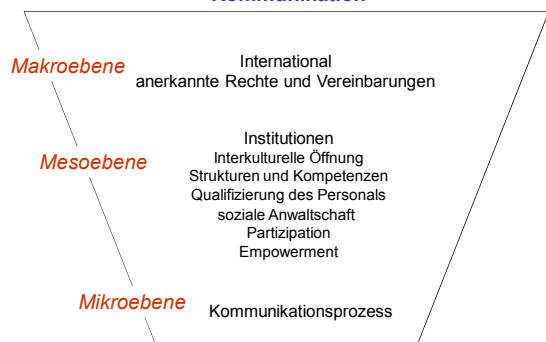 Kommunikation
Makroebene
International
anerkannte Rechte und Vereinbarungen
Mesoebene
Institutionen
Interkulturelle Öffnung
Strukturen und Kompetenzen
Qualifizierung des Personals
soziale Anwaltschaft
Partizipation
Empowerment
Mikroebene
Kommunikationsprozess